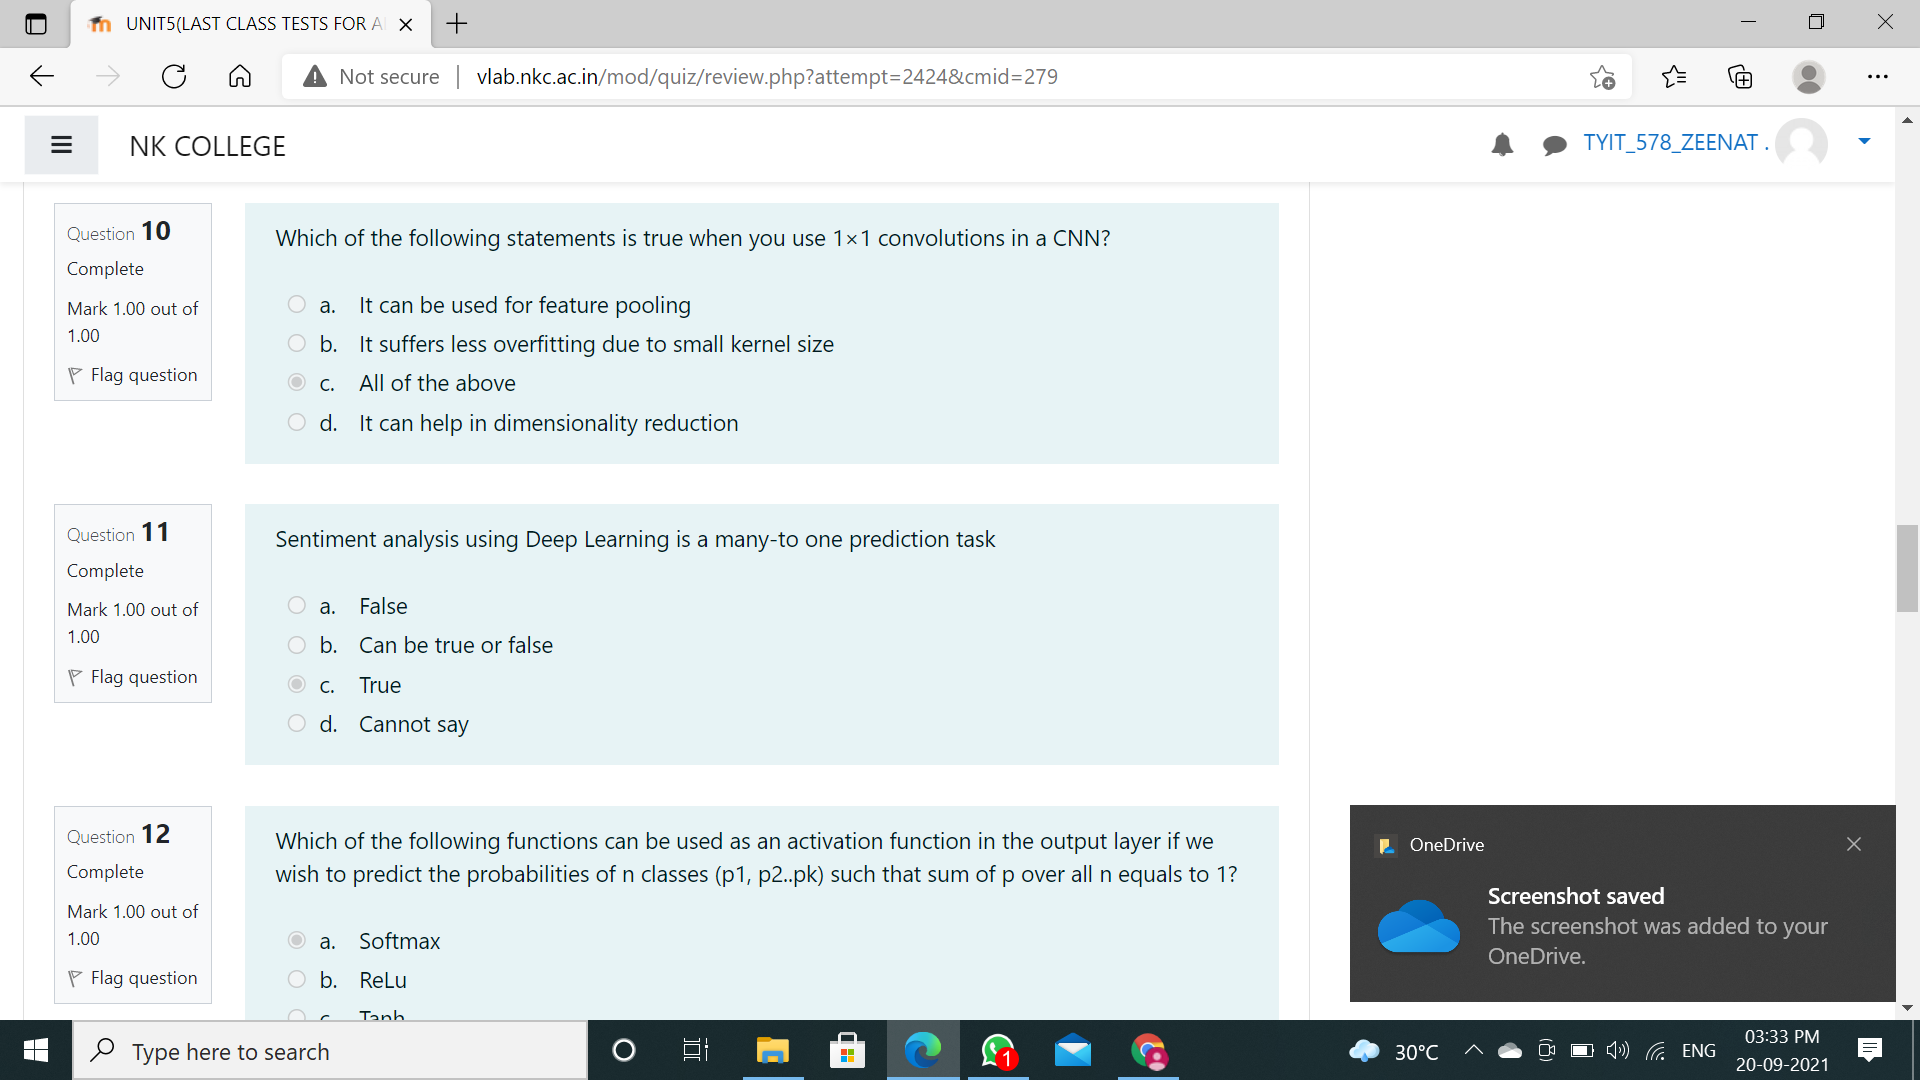 UNIT5(LAST CLASS TESTS FOR A
Not secure
vlab.nkc.ac.in/mod/quiz/review.php?attempt=2424&cmid=279
NK COLLEGE
TYIT_578_ZEENAT .
Question 10
Complete
Mark 1.00 out of
1.00
Flag question
Which of the following statements is true when you use 1×1 convolutions in a CNN?
a. It can be used for feature pooling
b. It suffers less overfitting due to small kernel size
c. All of the above
d. It can help in dimensionality reduction
Question 11
Complete
Mark 1.00 out of
1.00
Flag question
Sentiment analysis using Deep Learning is a many-to one prediction task
a. False
b. Can be true or false
c. True
d. Cannot say
Question 12
Complete
Mark 1.00 out of
1.00
Flag question
Which of the following functions can be used as an activation function in the output layer if we
wish to predict the probabilities of n classes (p1, p2..pk) such that sum of p over all n equals to 1?
a. Softmax
b. ReLu
c. Tanh
OneDrive
Screenshot saved
The screenshot was added to your
OneDrive.
Type here to search
1
30°C
ENG
03:33 PM
20-09-2021